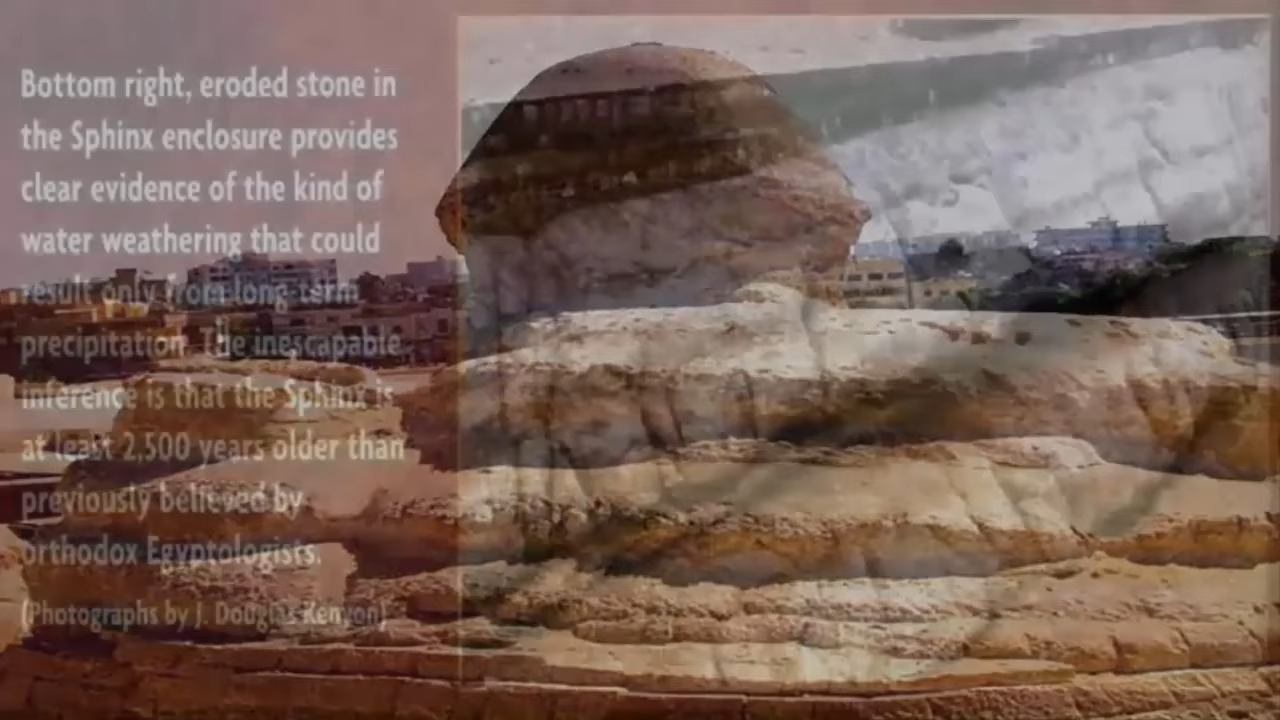 Bottom right, eroded stone in
the Sphinx enclosure provides
clear evidence of the kind of
water weathering that could
result only from long-term
precipitation. The inescapable
inference is that the Sphinx is
at least 2,500 years older than
previously believed by
orthodox Egyptologists.
(Photographs by J. Douglas Kenyon)